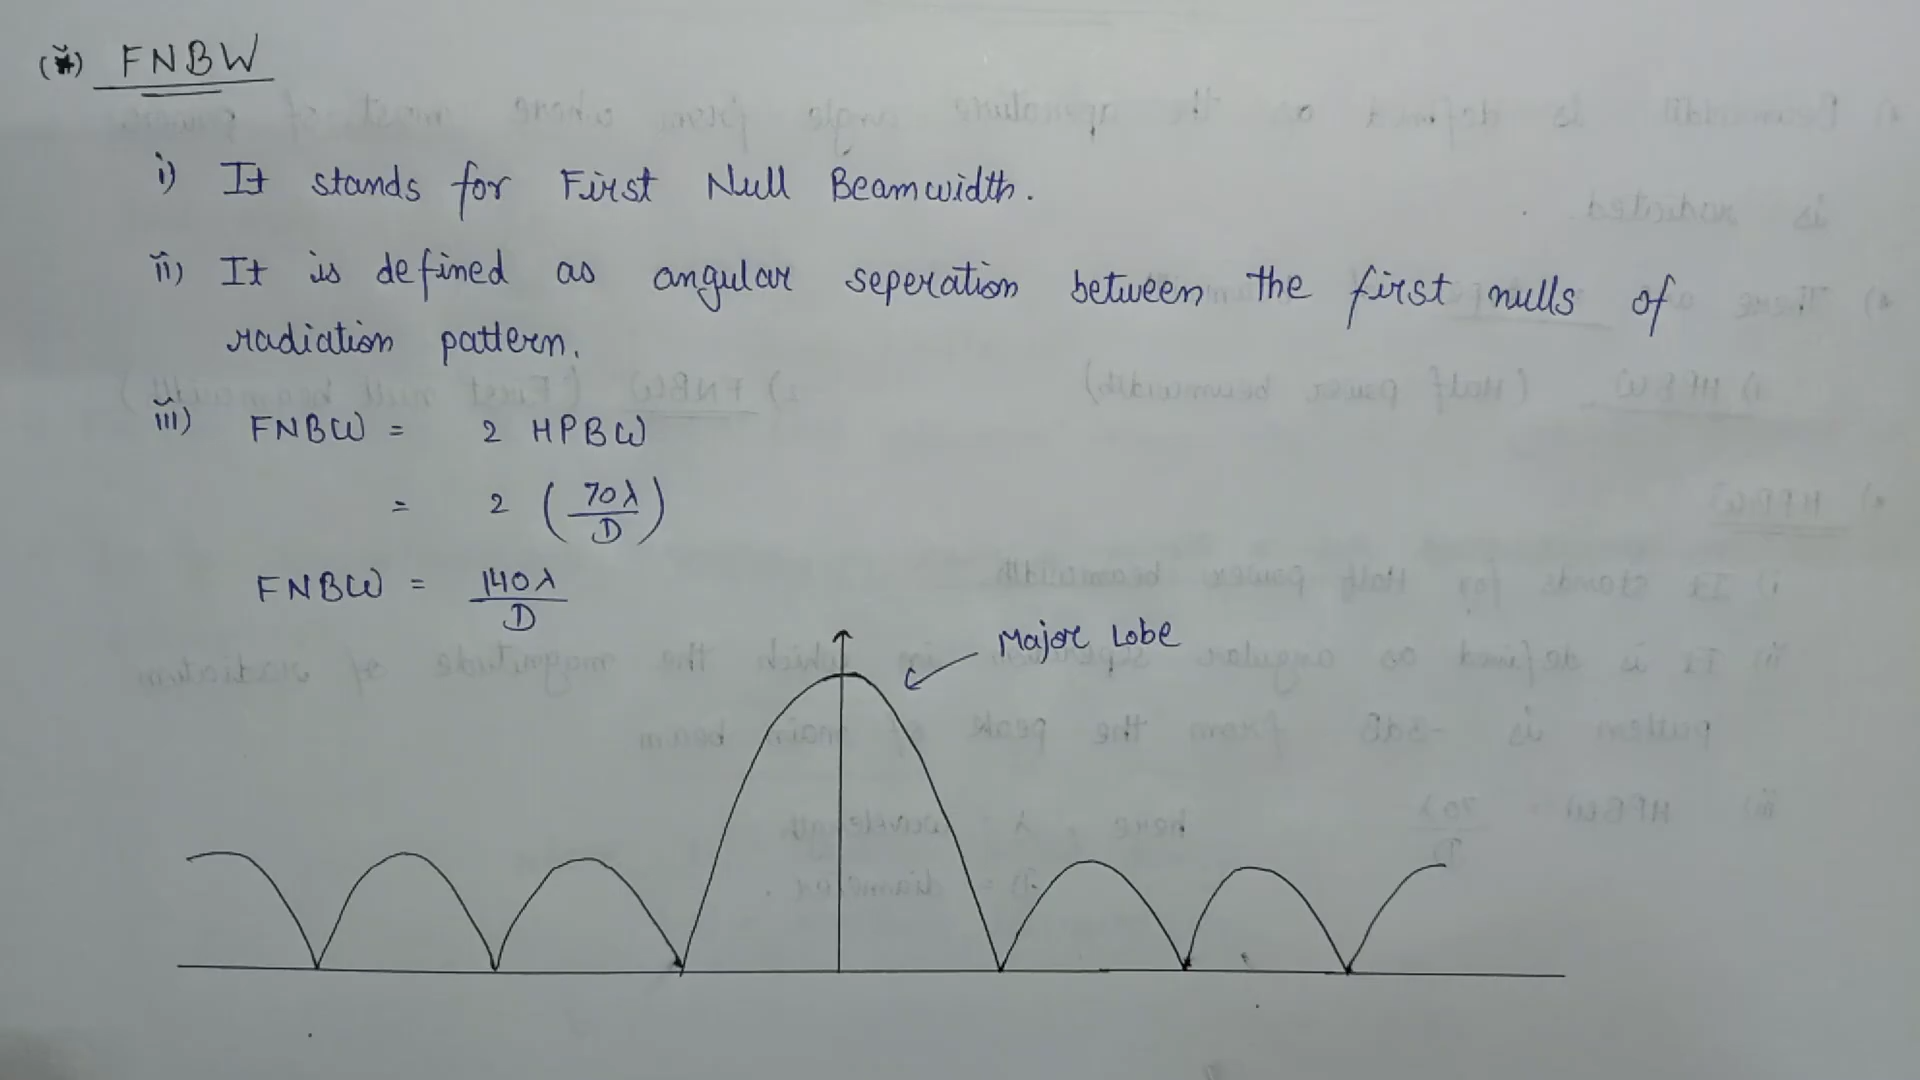 (*) FNBW
i) It stands for First Null Beamwidth.
ii) It is defined as angular seperation between the first nulls of
radiation pattern.
iii) FNBW = 2 HPBW
= 2 (70λ/D)
FNBW = 140λ/D
Major Lobe